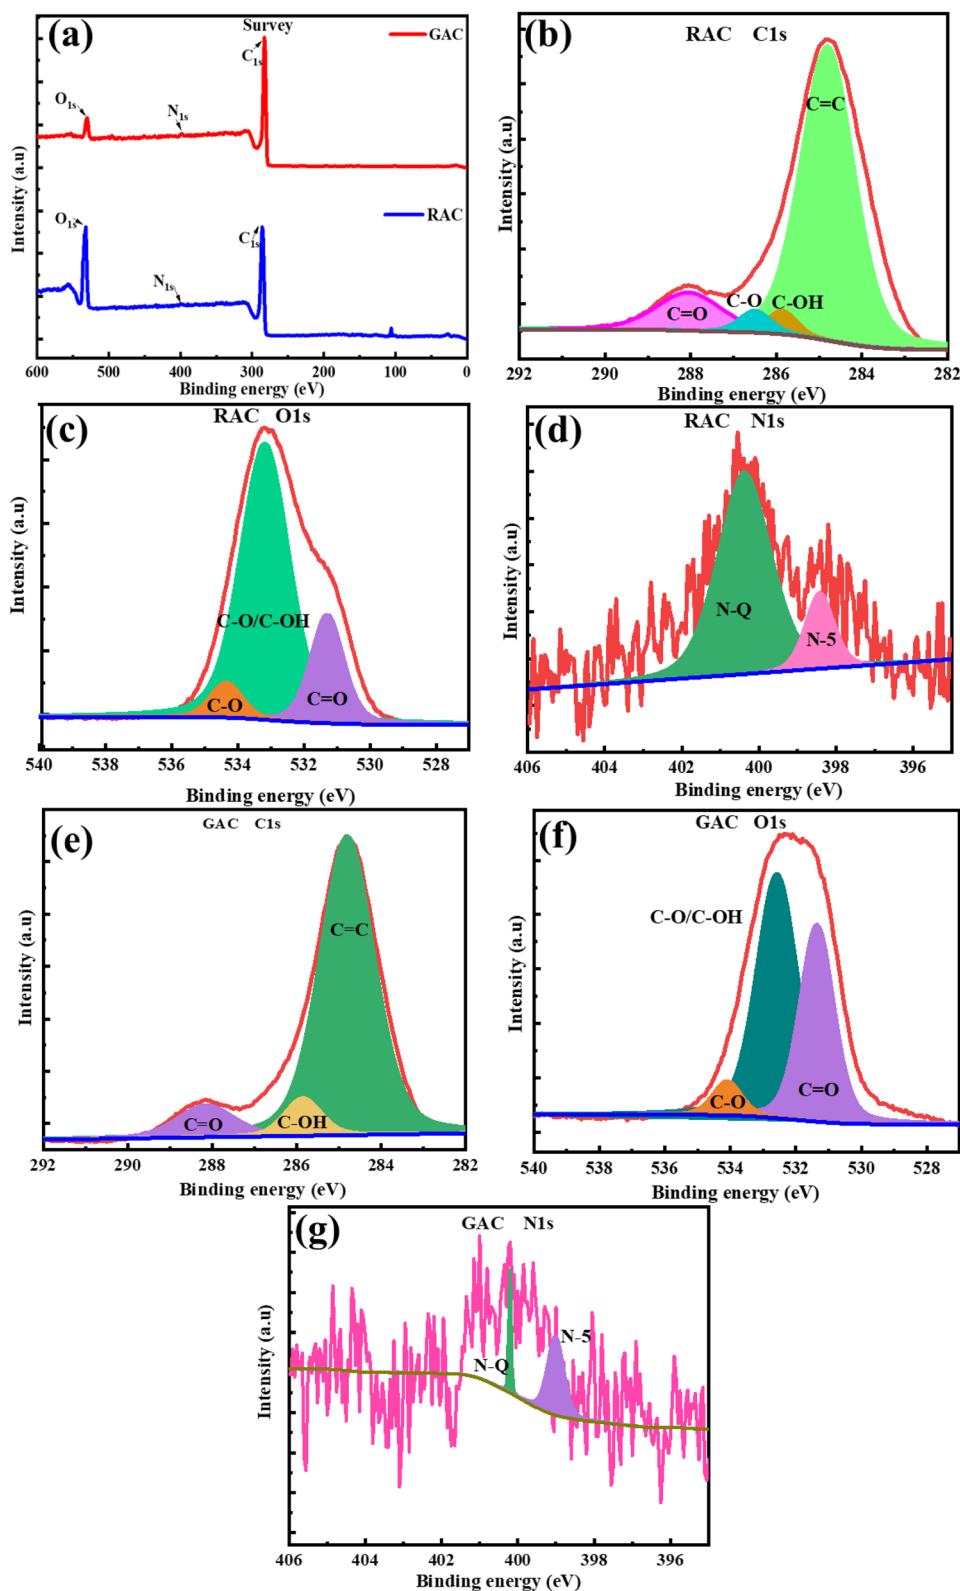 (a)
Survey
GAC
C1s
O1s
N1s
RAC
O1s
C1s
N1s
Intensity (a.u)
600 500 400 300 200 100 0
Binding energy (eV)
(b)
RAC C1s
C=C
C-O
C-OH
C=O
Intensity (a.u)
292 290 288 286 284 282
Binding energy (eV)
(c)
RAC O1s
C-O/C-OH
C-O
C=O
Intensity (a.u)
540 538 536 534 532 530 528
Binding energy (eV)
(d)
RAC N1s
N-Q
N-5
Intensity (a.u)
406 404 402 400 398 396
Binding energy (eV)
(e)
GAC C1s
C=C
C=O
C-OH
Intensity (a.u)
292 290 288 286 284 282
Binding energy (eV)
(f)
GAC O1s
C-O/C-OH
C-O
C=O
Intensity (a.u)
540 538 536 534 532 530 528
Binding energy (eV)
(g)
GAC N1s
N-5
N-Q
Intensity (a.u)
406 404 402 400 398 396
Binding energy (eV)